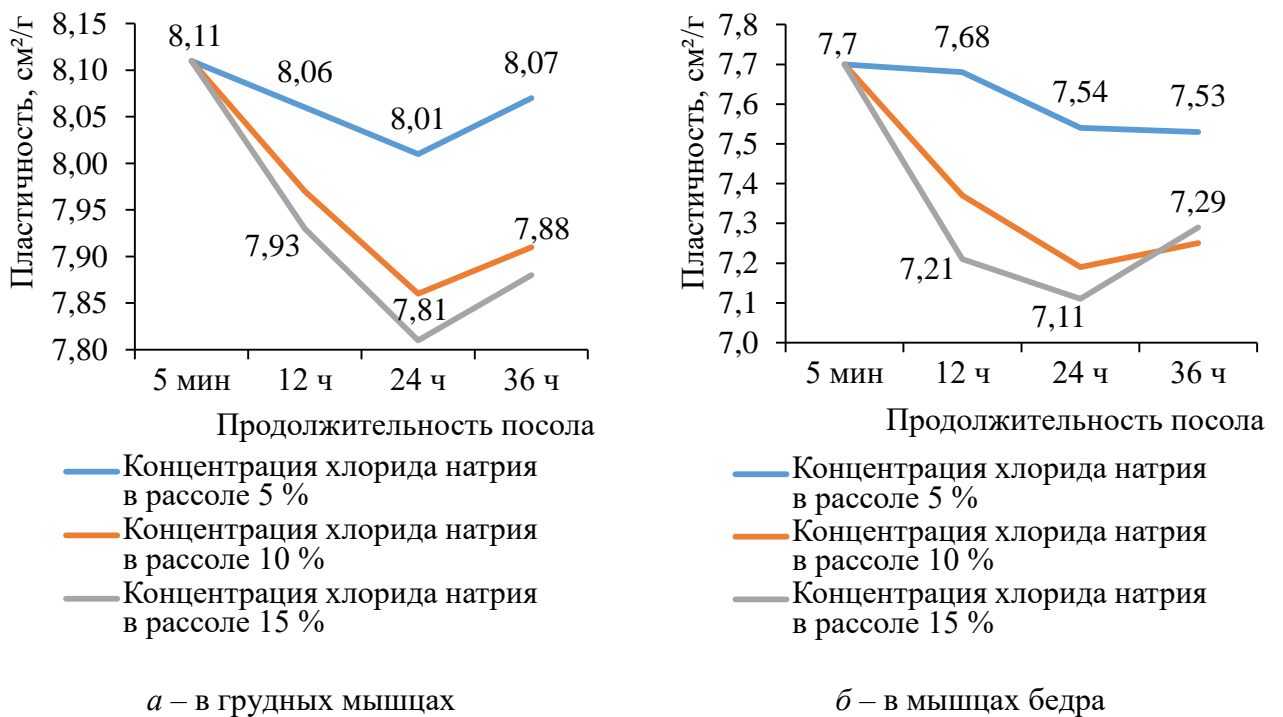 Пластичность, см²/г
8,15
8,10
8,05
8,00
7,95
7,90
7,85
7,80
8,11
8,06
8,01
8,07
7,93
7,81
7,88
5 мин
12 ч
24 ч
36 ч
Продолжительность посола
Концентрация хлорида натрия
в рассоле 5 %
Концентрация хлорида натрия
в рассоле 10 %
Концентрация хлорида натрия
в рассоле 15 %
а – в грудных мышцах
Пластичность, см²/г
7,8
7,7
7,6
7,5
7,4
7,3
7,2
7,1
7,0
7,7
7,68
7,54
7,53
7,21
7,11
7,29
5 мин
12 ч
24 ч
36 ч
Продолжительность посола
Концентрация хлорида натрия
в рассоле 5 %
Концентрация хлорида натрия
в рассоле 10 %
Концентрация хлорида натрия
в рассоле 15 %
б – в мышцах бедра